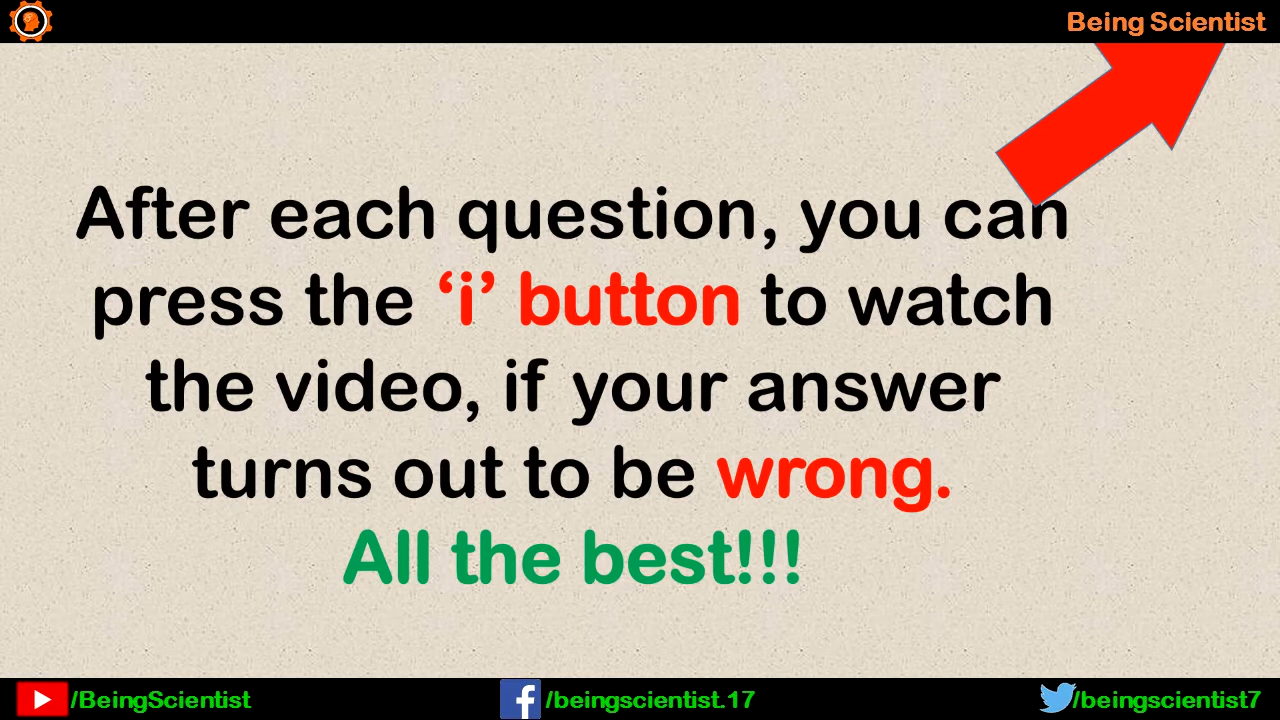 Being Scientist
After each question, you can
press the ‘i’ button to watch
the video, if your answer
turns out to be wrong.
All the best!!!
/BeingScientist
/beingscientist.17
/beingscientist7